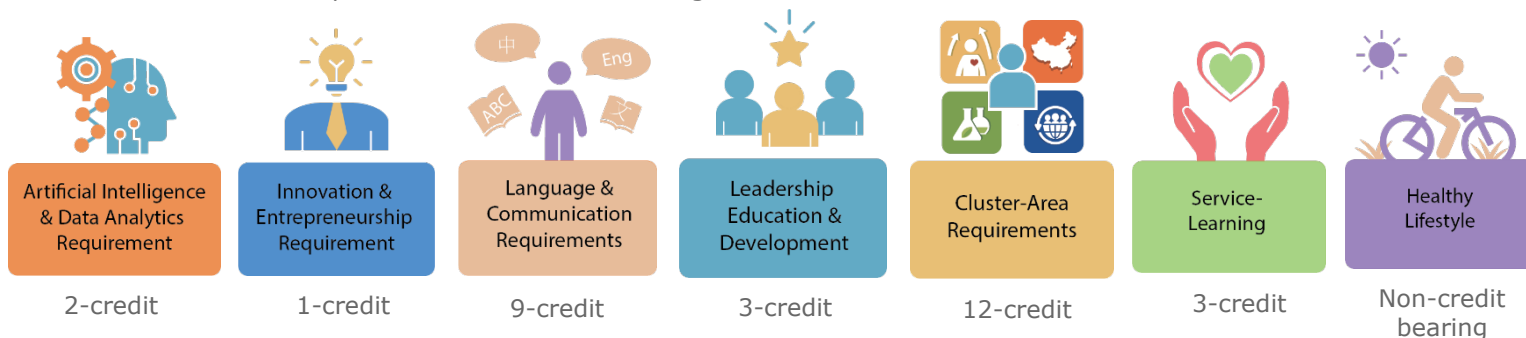 中
Eng
ABC
文
Artificial Intelligence
& Data Analytics
Requirement
2-credit
Innovation &
Entrepreneurship
Requirement
1-credit
Language &
Communication
Requirements
9-credit
Leadership
Education &
Development
3-credit
Cluster-Area
Requirements
12-credit
Service-
Learning
3-credit
Healthy
Lifestyle
Non-credit
bearing